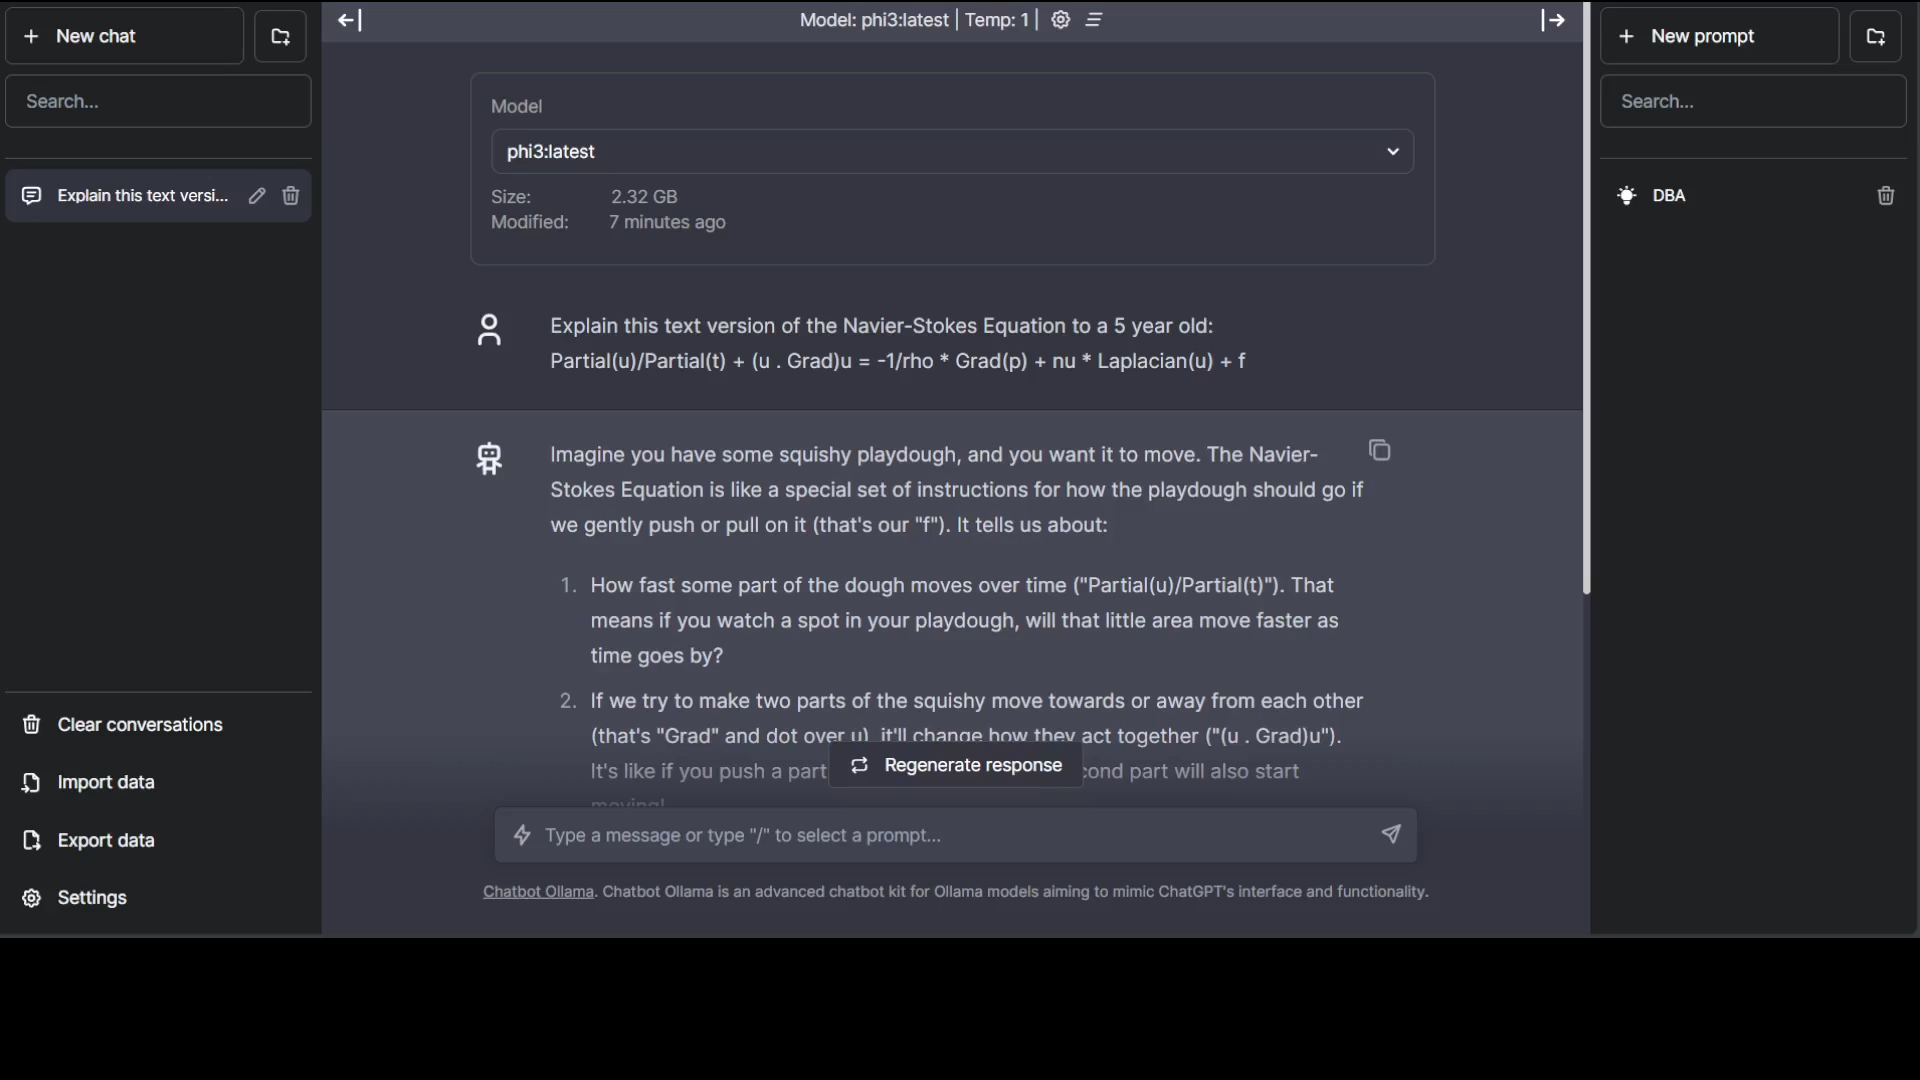 New chat
Search...
Explain this text versi...
Clear conversations
Import data
Export data
Settings
Model: phi3:latest | Temp: 1 |
Model
phi3:latest
Size: 2.32 GB
Modified: 7 minutes ago
Explain this text version of the Navier-Stokes Equation to a 5 year old:
Partial(u)/Partial(t) + (u . Grad)u = -1/rho * Grad(p) + nu * Laplacian(u) + f
Imagine you have some squishy playdough, and you want it to move. The Navier-
Stokes Equation is like a special set of instructions for how the playdough should go if
we gently push or pull on it (that's our "f"). It tells us about:
1. How fast some part of the dough moves over time ("Partial(u)/Partial(t)"). That
means if you watch a spot in your playdough, will that little area move faster as
time goes by?
2. If we try to make two parts of the squishy move towards or away from each other
(that's "Grad" and dot over u), it'll change how they act together ("(u . Grad)u").
It's like if you push a part cond part will also start
moving!
Regenerate response
Type a message or type "/" to select a prompt...
Chatbot Ollama. Chatbot Ollama is an advanced chatbot kit for Ollama models aiming to mimic ChatGPT's interface and functionality.
New prompt
Search...
DBA